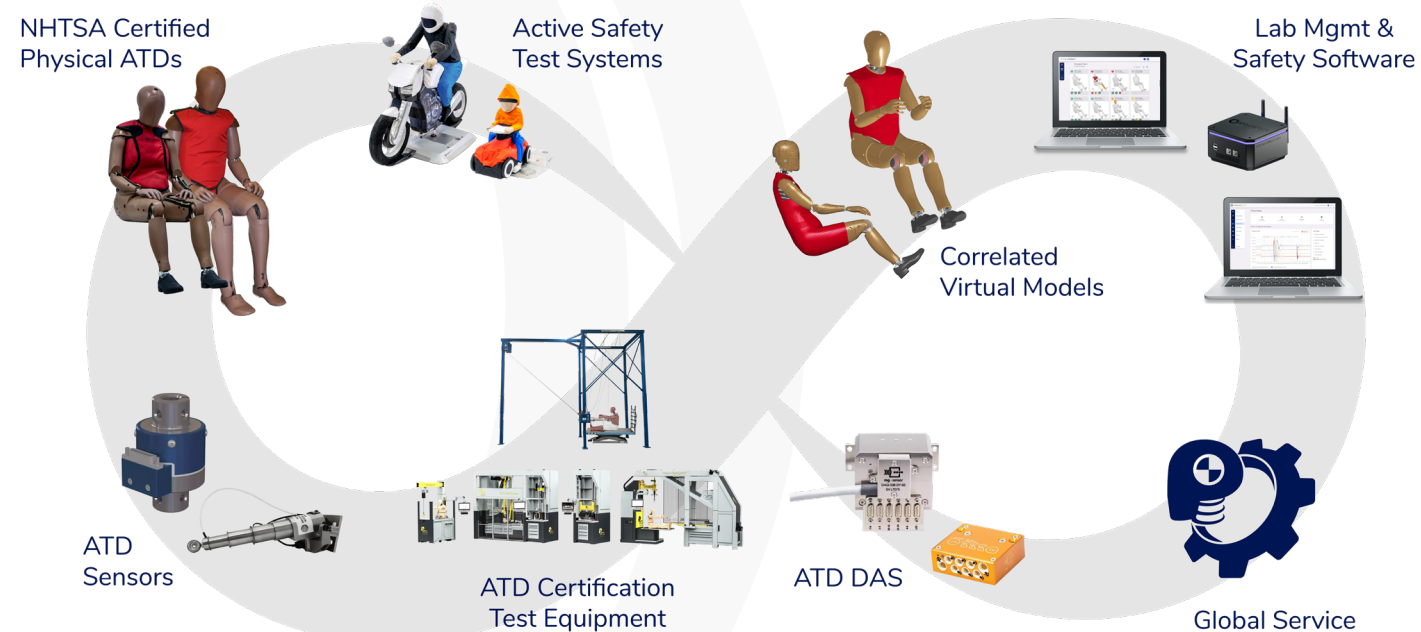 NHTSA Certified
Physical ATDs
Active Safety
Test Systems
Lab Mgmt &
Safety Software
Correlated
Virtual Models
ATD
Sensors
ATD Certification
Test Equipment
ATD DAS
Global Service